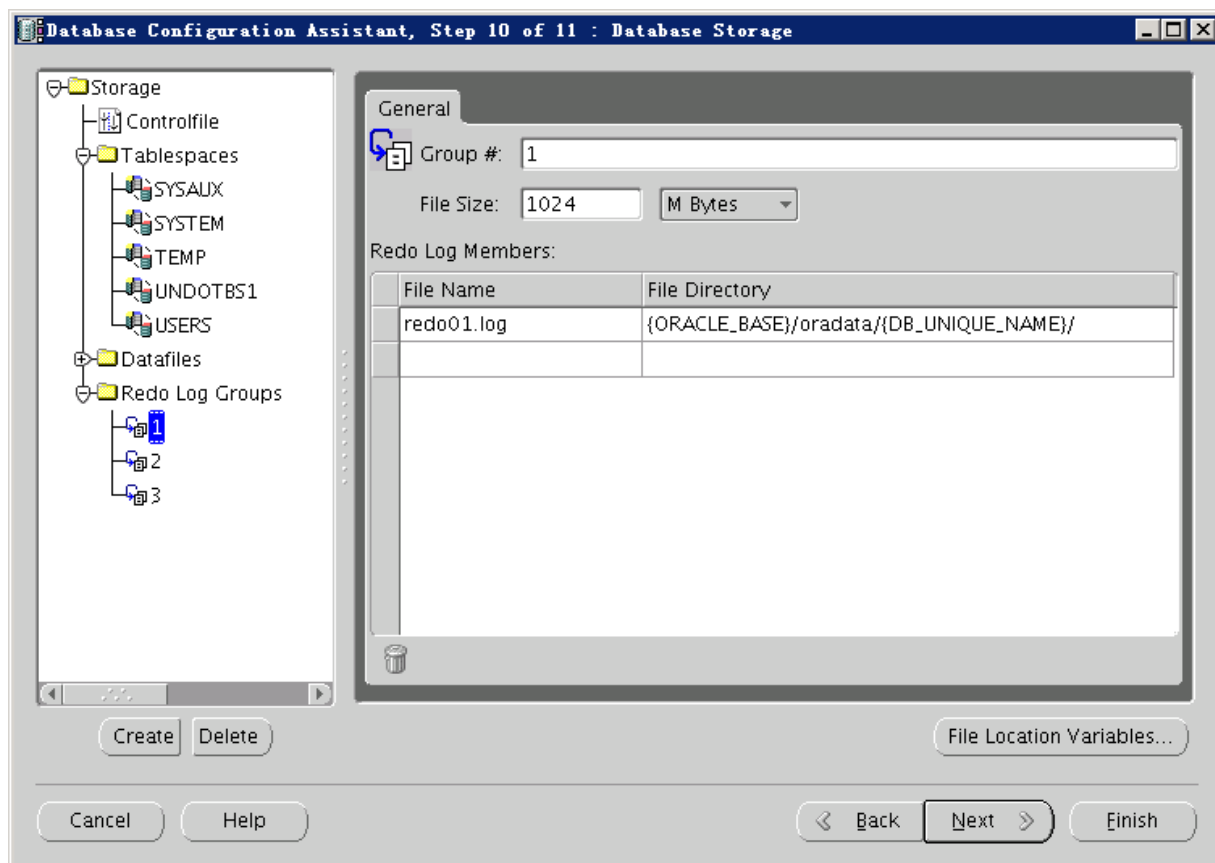 Database Configuration Assistant, Step 10 of 11 : Database Storage
Storage
Controlfile
Tablespaces
SYSAUX
SYSTEM
TEMP
UNDOTBS1
USERS
Datafiles
Redo Log Groups
1
2
3
General
Group #: 1
File Size: 1024 M Bytes
Redo Log Members:
File Name File Directory
redo01.log {ORACLE_BASE}/oradata/{DB_UNIQUE_NAME}/
Create Delete
File Location Variables...
Cancel Help Back Next Finish